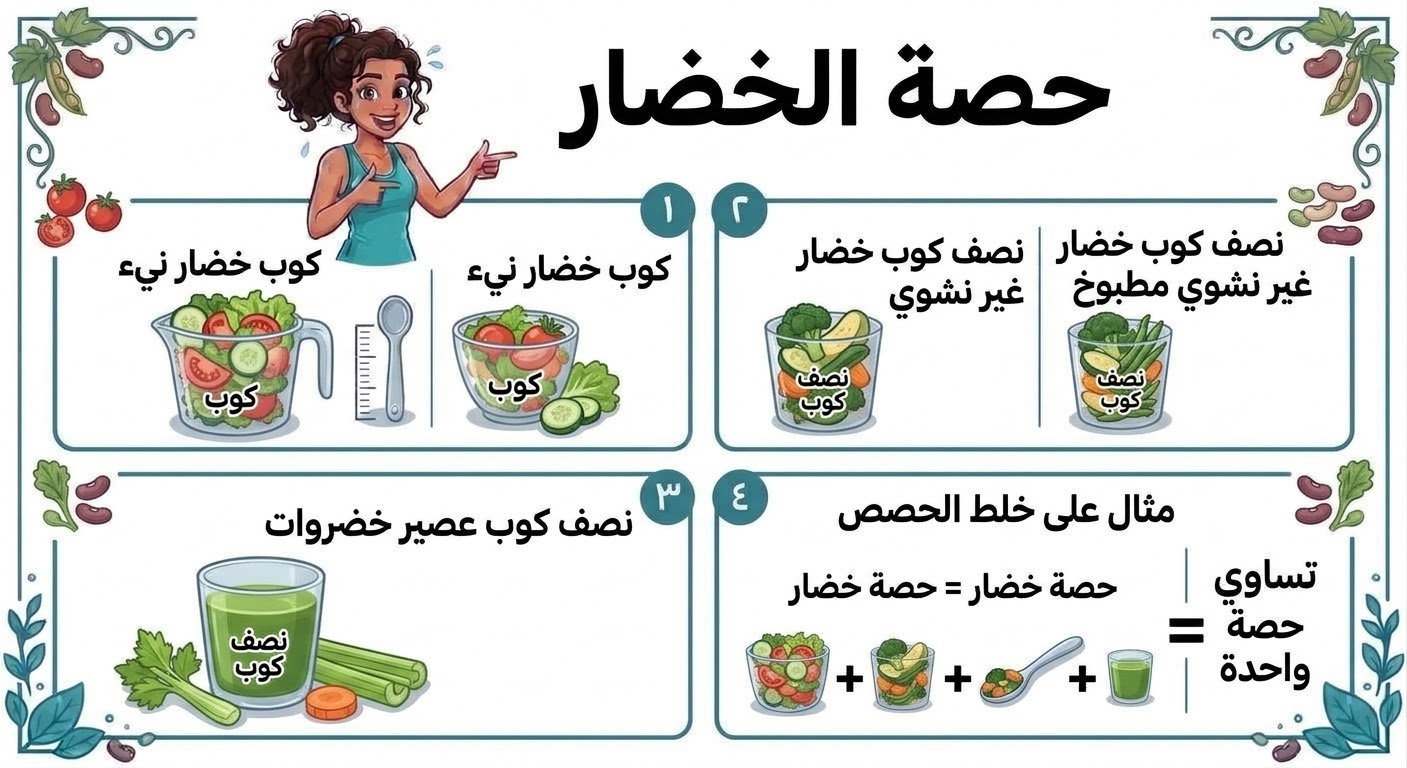 حصة الخضار
١
كوب خضار نيء
كوب
كوب خضار نيء
كوب
٢
نصف كوب خضار
غير نشوي مطبوخ
نصف
كوب
نصف كوب خضار
غير نشوي
نصف
كوب
٣
نصف كوب عصير خضروات
نصف
كوب
٤
مثال على خلط الحصص
حصة خضار = حصة خضار
+ + +
=
تساوي
حصة
واحدة